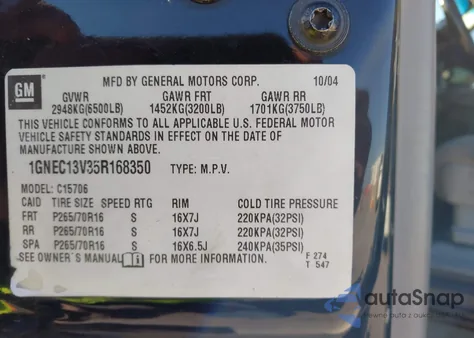 GM
MFD BY GENERAL MOTORS CORP. 10/04
GVWR GAWR FRT GAWR RR
2948KG(6500LB) 1452KG(3200LB) 1701KG(3750LB)
THIS VEHICLE CONFORMS TO ALL APPLICABLE U.S. FEDERAL MOTOR
VEHICLE SAFETY STANDARDS IN EFFECT ON THE DATE OF
MANUFACTURE SHOWN ABOVE.
1GNEC13V35R168350 TYPE: M.P.V.
MODEL: C15706
CAID TIRE SIZE SPEED RTG RIM COLD TIRE PRESSURE
FRT P265/70R16 S 16X7J 220KPA(32PSI)
RR P265/70R16 S 16X7J 220KPA(32PSI)
SPA P265/70R16 S 16X6.5J 240KPA(35PSI)
SEE OWNER'S MANUAL FOR MORE INFORMATION.
F 274
T 547
autoSnap
Pewne auto z aukcji